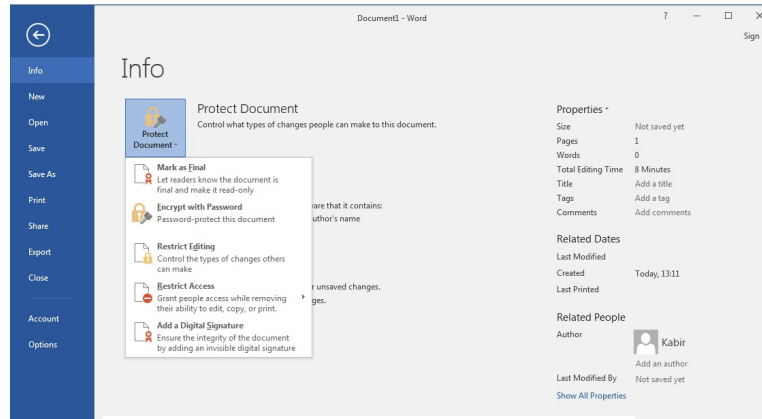 Document1 - Word
?
Sign
Info
New
Open
Save
Save As
Print
Share
Export
Close
Account
Options
Info
Protect Document
Protect Document
Control what types of changes people can make to this document.
Mark as Final
Let readers know the document is
final and make it read-only
Encrypt with Password
Password-protect this document
Restrict Editing
Control the types of changes others
can make
Restrict Access
Grant people access while removing
their ability to edit, copy, or print.
Add a Digital Signature
Ensure the integrity of the document
by adding an invisible digital signature
that it contains:
author's name
unsaved changes.
Properties
Size Not saved yet
Pages 1
Words 0
Total Editing Time 8 Minutes
Title Add a title
Tags Add a tag
Comments Add comments
Related Dates
Last Modified
Created Today, 13:11
Last Printed
Related People
Author Kabir
Add an author
Last Modified By Not saved yet
Show All Properties